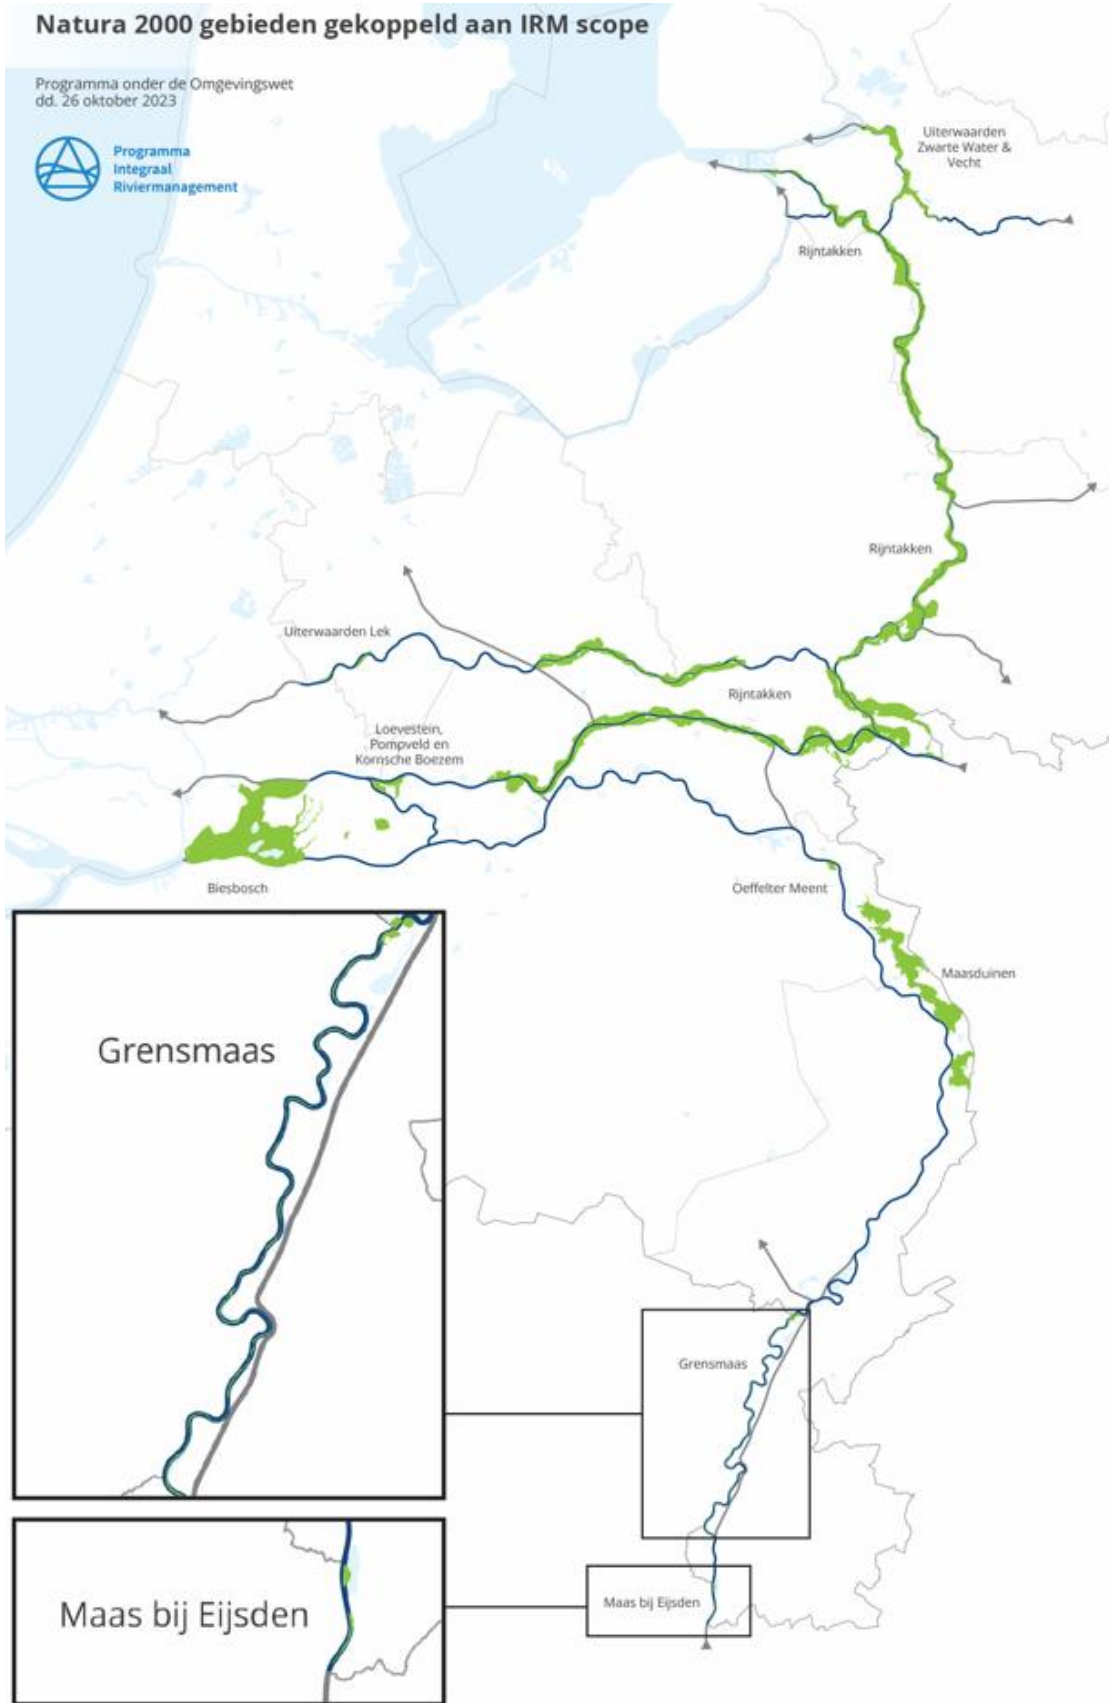 Natura 2000 gebieden gekoppeld aan IRM scope
Programma onder de Omgevingswet
dd. 26 oktober 2023
Programma
Integraal
Riviermanagement
Uiterwaarden
Zwarte Water &
Vecht
Rijntakken
Rijntakken
Uiterwaarden Lek
Rijntakken
Loevestein,
Pompveld en
Kornsche Boezem
Biesbosch
Oeffelter Meent
Maasduinen
Grensmaas
Grensmaas
Maas bij Eijsden
Maas bij Eijsden